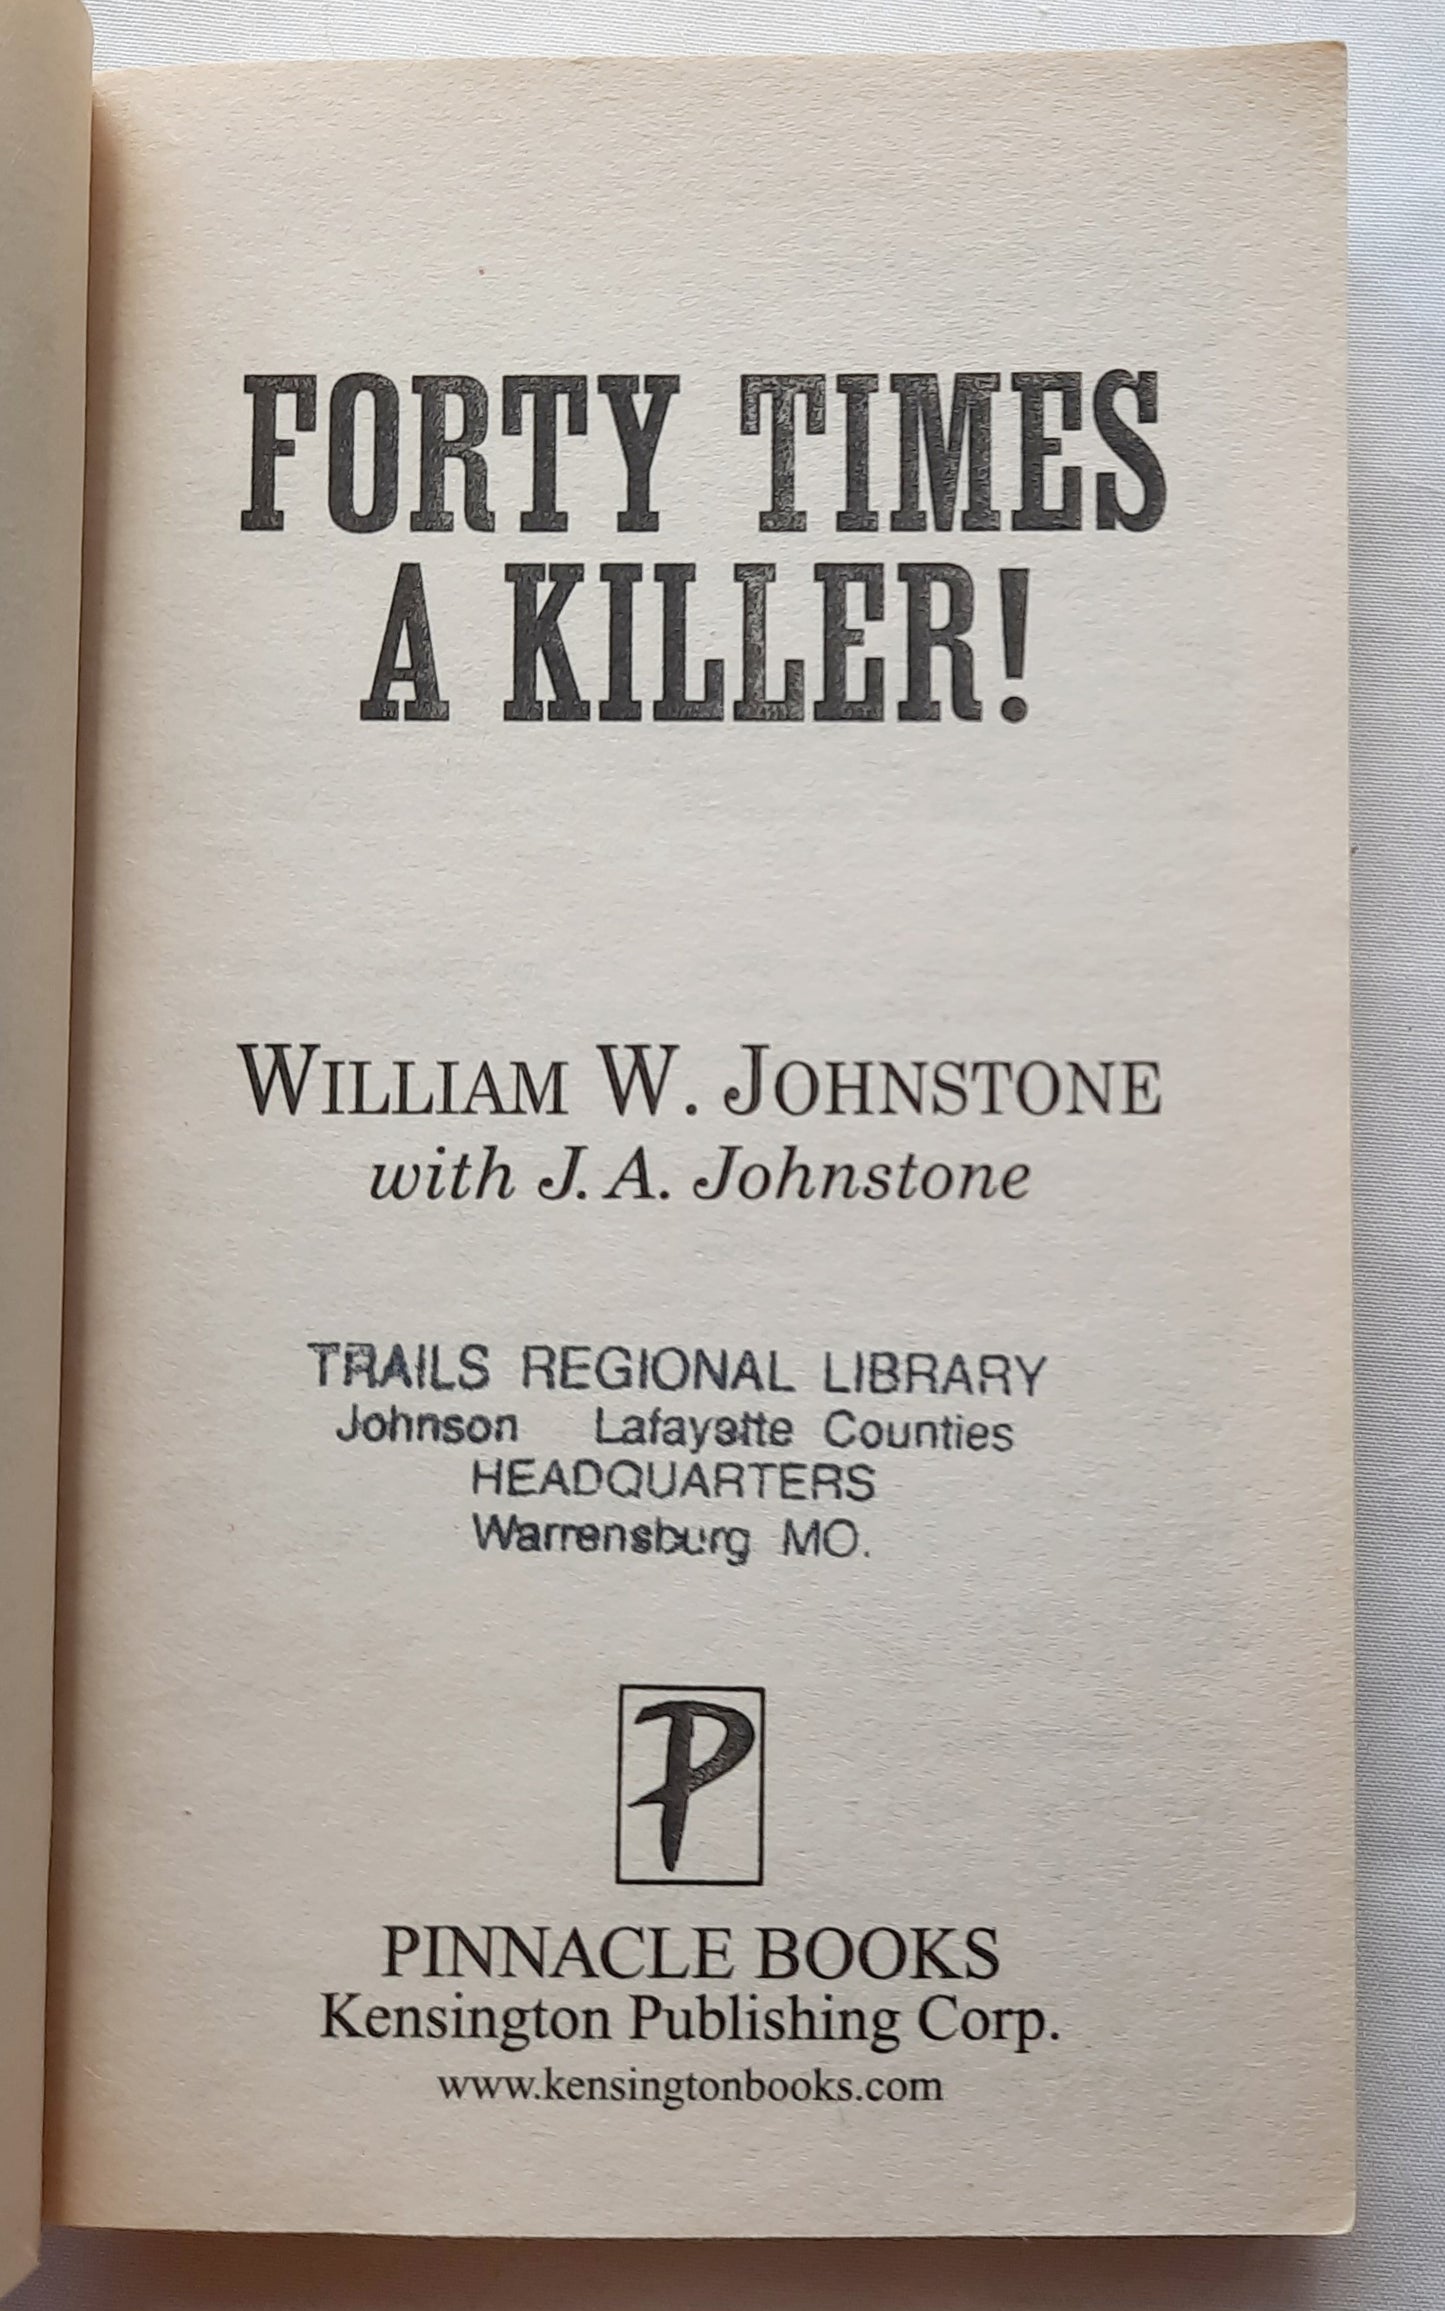 FORTY TIMES
A KILLER!
WILLIAM W. JOHNSTONE
with J. A. Johnstone
TRAILS REGIONAL LIBRARY
Johnson Lafayette Counties
HEADQUARTERS
Warrensburg MO.
P
PINNACLE BOOKS
Kensington Publishing Corp.
www.kensingtonbooks.com